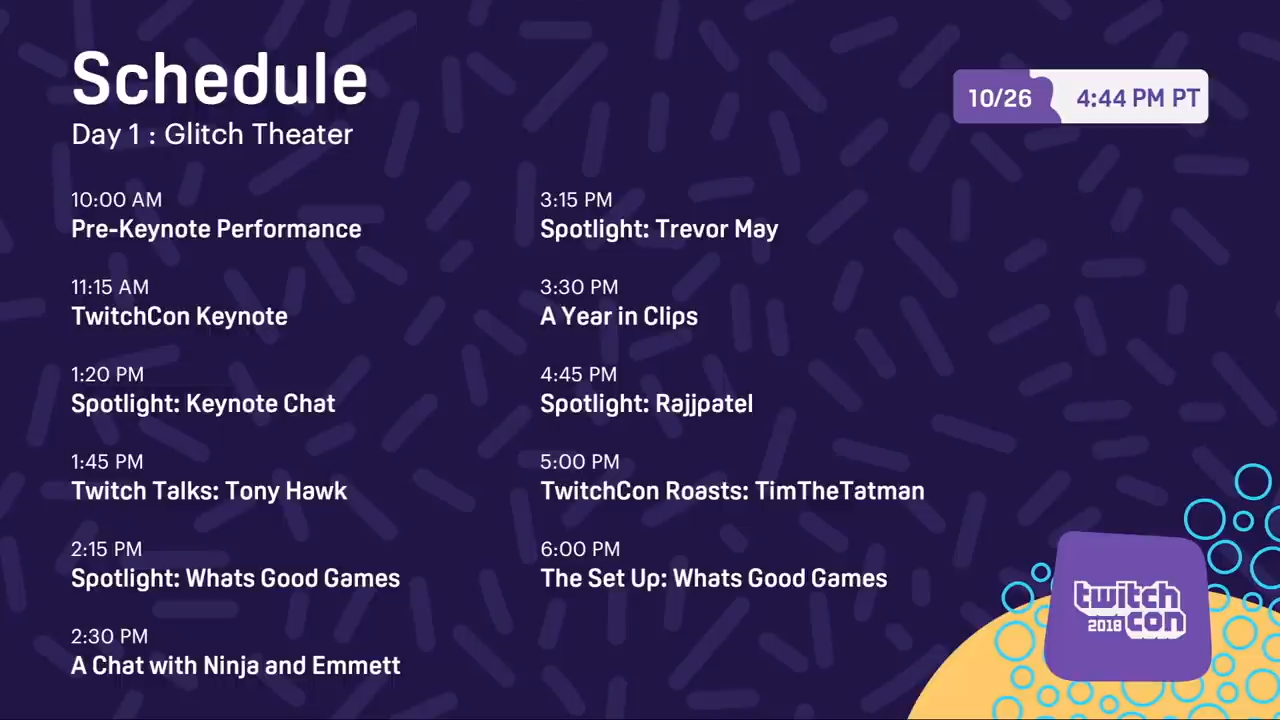 Schedule
Day 1 : Glitch Theater
10/26
4:44 PM PT
10:00 AM
Pre-Keynote Performance
11:15 AM
TwitchCon Keynote
1:20 PM
Spotlight: Keynote Chat
1:45 PM
Twitch Talks: Tony Hawk
2:15 PM
Spotlight: Whats Good Games
2:30 PM
A Chat with Ninja and Emmett
3:15 PM
Spotlight: Trevor May
3:30 PM
A Year in Clips
4:45 PM
Spotlight: Rajjpatel
5:00 PM
TwitchCon Roasts: TimTheTatman
6:00 PM
The Set Up: Whats Good Games
twitch
2018 con